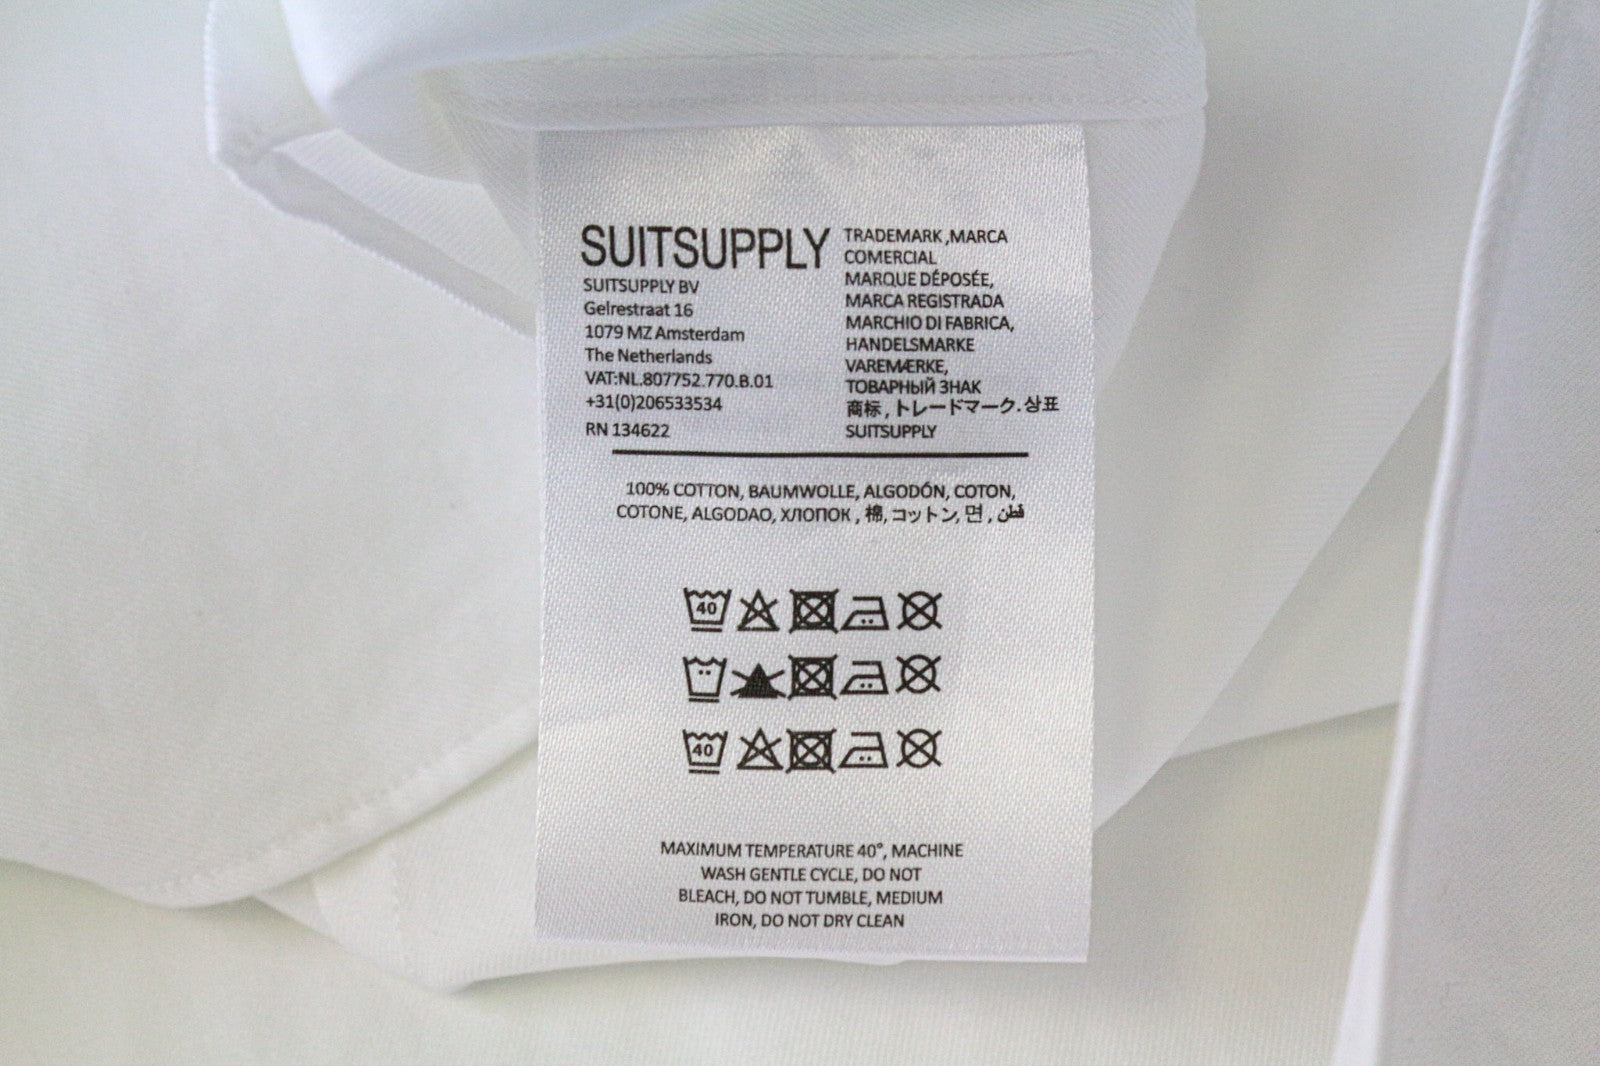 SUITSUPPLY
SUITSUPPLY BV
Gelrestraat 16
1079 MZ Amsterdam
The Netherlands
VAT:NL.807752.770.B.01
+31(0)206533534
RN 134622
TRADEMARK,MARCA
COMERCIAL
MARQUE DÉPOSÉE,
MARCA REGISTRADA
MARCHIO DI FABRICA,
HANDELSMARKE
VAREMÆRKE,
ТОВАРНЫЙ ЗНАК
商标, トレードマーク.상표
SUITSUPPLY
100% COTTON, BAUMWOLLE, ALGODÓN, COTON,
COTONE, ALGODAO, ХЛОПОК, 棉, コットン, 면, قطن
40
40
MAXIMUM TEMPERATURE 40°, MACHINE
WASH GENTLE CYCLE, DO NOT
BLEACH, DO NOT TUMBLE, MEDIUM
IRON, DO NOT DRY CLEAN